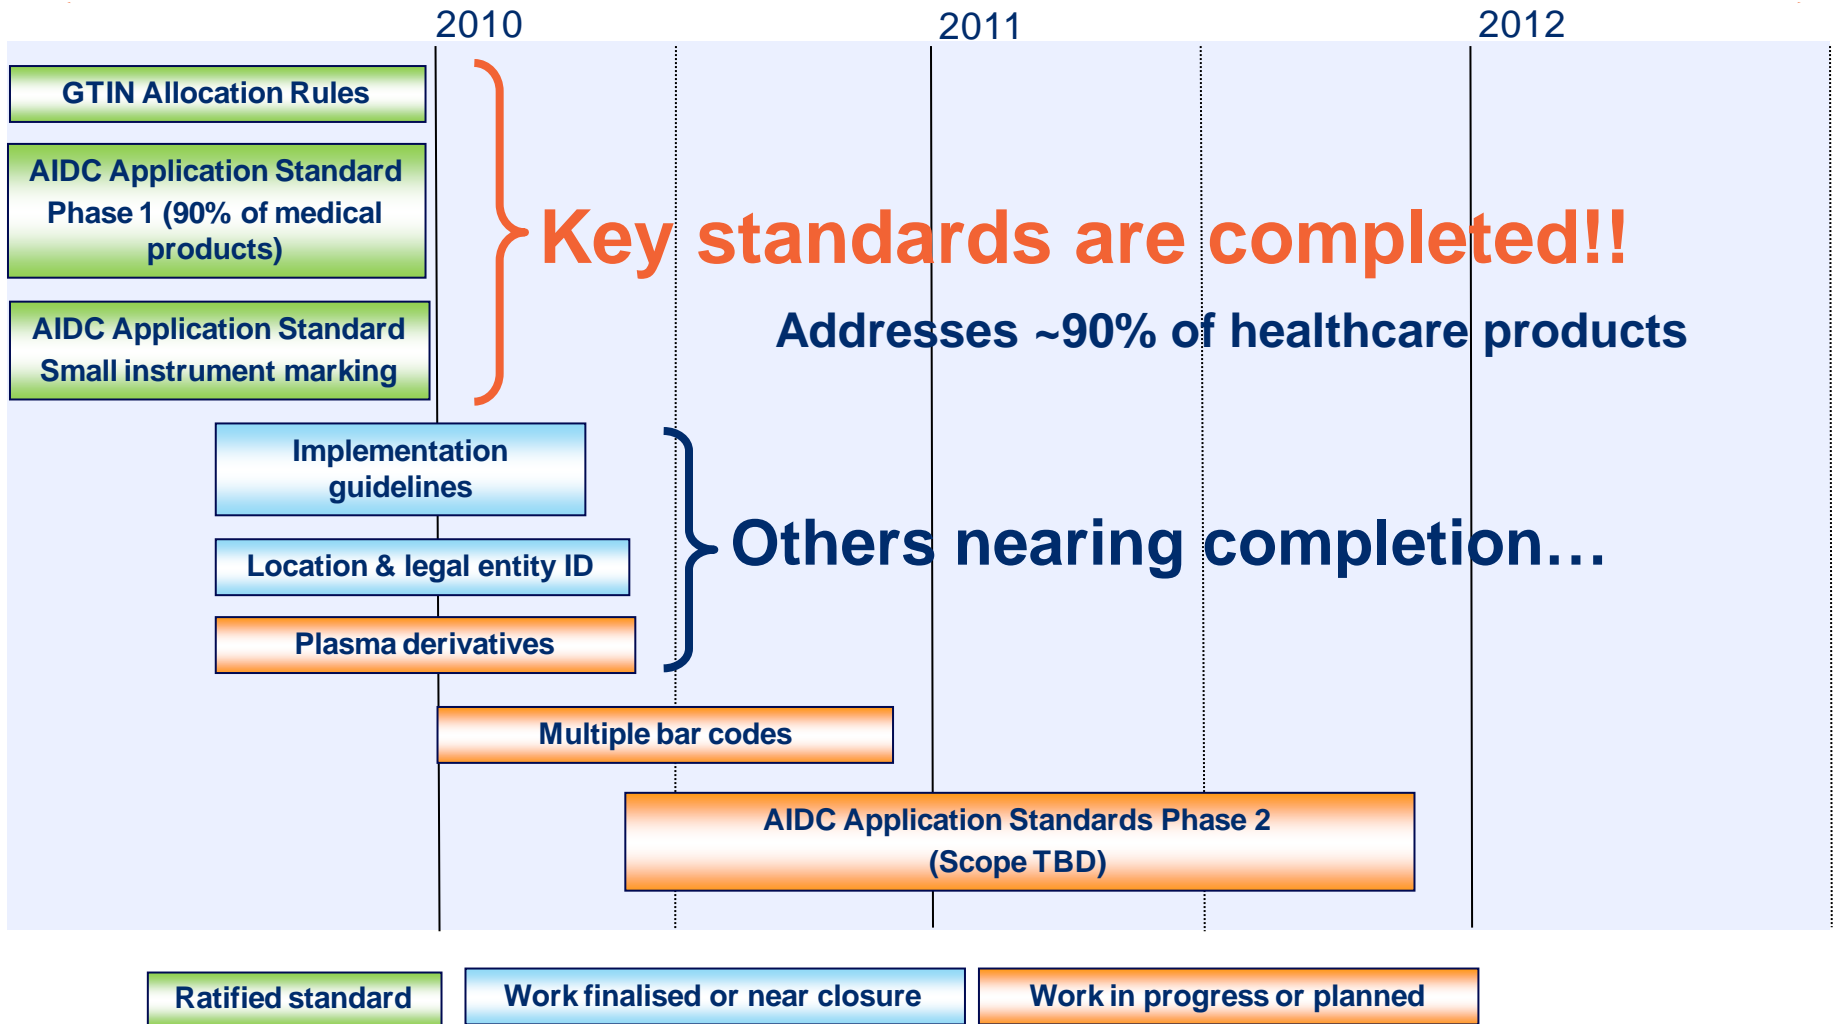 2010
2011
2012
GTIN Allocation Rules
AIDC Application Standard
Phase 1 (90% of medical
products)
Key standards are completed!!
AIDC Application Standard
Small instrument marking
Addresses ~90% of healthcare products
Implementation
guidelines
Location & legal entity ID
Others nearing completion…
Plasma derivatives
Multiple bar codes
AIDC Application Standards Phase 2
(Scope TBD)
Ratified standard
Work finalised or near closure
Work in progress or planned